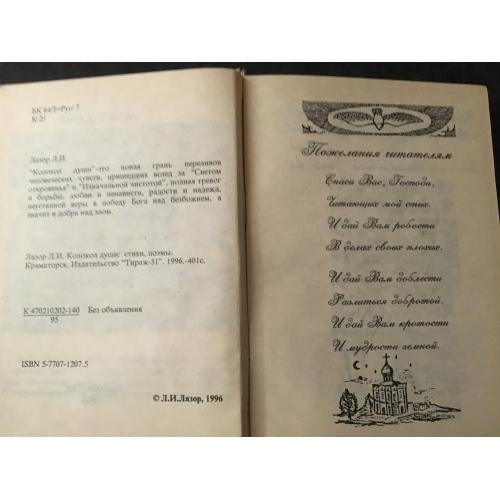 БК 84/2=Рус/ 7
К-21
Лазор Л.И.
"Колокол души"-это новая грань переливов
человеческих чувств, пришедших вслед за "Светом
откровенья" и "Изначальной чистотой", полная тревог
и борьбы, любви и ненависти, радости и надежд,
неустанной веры в победу Бога над безбожием, а
значит и добра над злом.
Лазор Л.И. Колокол души: стихи, поэмы.
Краматорск. Издательство "Тираж-51". 1996.-401с.
К 470210202-140 Без объявления
95
ISBN 5-7707-1207.5
© Л.И.Лазор, 1996
Пожелания читателям
Спаси Вас, Господи,
Читающих мой стих.
И дай Вам робости
В делах своих плохих.
И дай Вам доблести
Разлиться добротой.
И дай Вам кротости
И мудрости земной.